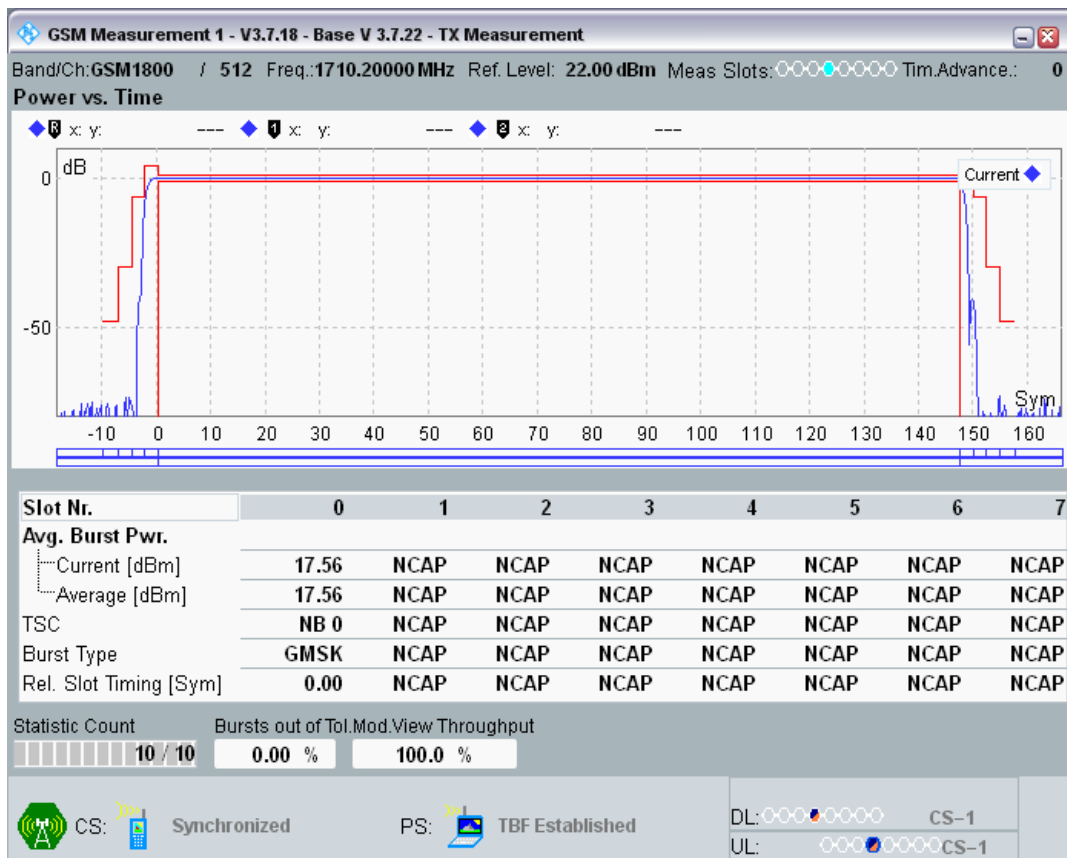 GSM Measurement 1 - V3.7.18 - Base V 3.7.22 - TX Measurement
Band/Ch:GSM1800 / 512 Freq.:1710.20000 MHz Ref. Level: 22.00 dBm Meas Slots: Tim.Advance.: 0
Power vs. Time
R x: y: --- 1 x: y: --- 2 x: y: ---
dB
0
Current
-50
Sym
-10 0 10 20 30 40 50 60 70 80 90 100 110 120 130 140 150 160
Slot Nr. 0 1 2 3 4 5 6 7
Avg. Burst Pwr.
Current [dBm] 17.56 NCAP NCAP NCAP NCAP NCAP NCAP NCAP
Average [dBm] 17.56 NCAP NCAP NCAP NCAP NCAP NCAP NCAP
TSC NB 0 NCAP NCAP NCAP NCAP NCAP NCAP NCAP
Burst Type GMSK NCAP NCAP NCAP NCAP NCAP NCAP NCAP
Rel. Slot Timing [Sym] 0.00 NCAP NCAP NCAP NCAP NCAP NCAP NCAP
Statistic Count Bursts out of Tol.Mod.View Throughput
10 / 10 0.00 % 100.0 %
CS: Synchronized PS: TBF Established
DL: CS-1
UL: CS-1